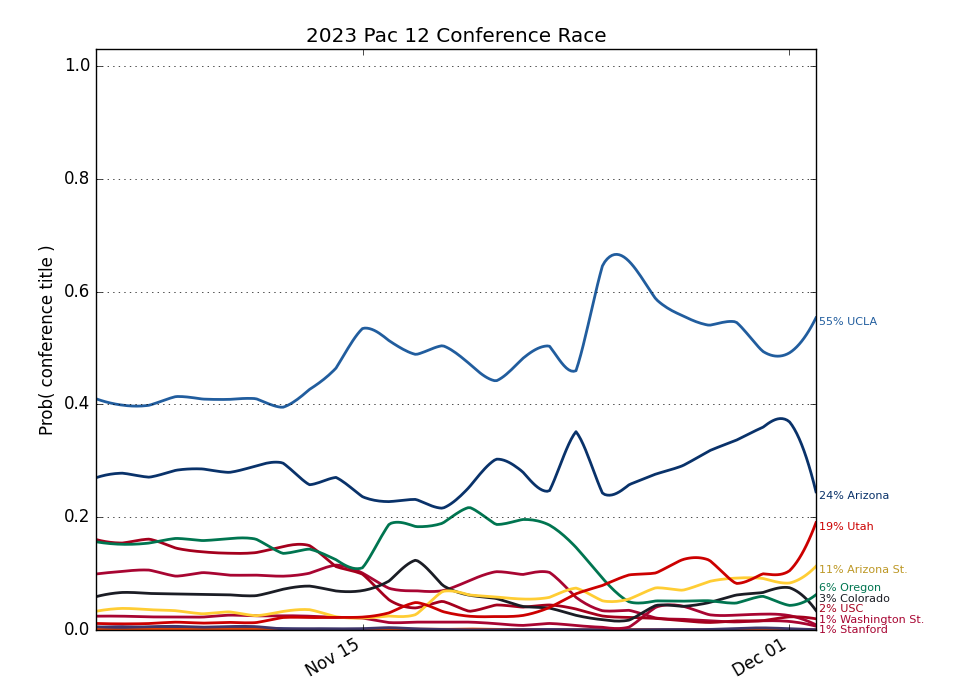 2023 Pac 12 Conference Race
Prob( conference title )
1.0
0.8
0.6
0.4
0.2
0.0
Nov 15
Dec 01
55% UCLA
24% Arizona
19% Utah
11% Arizona St.
6% Oregon
3% Colorado
2% USC
1% Washington St.
1% Stanford